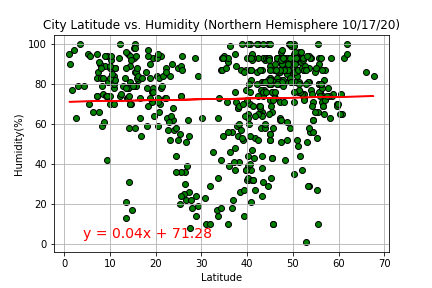 City Latitude vs. Humidity (Northern Hemisphere 10/17/20)
Humidity(%)
100
80
60
40
20
0
y = 0.04x + 71.28
0 10 20 30 40 50 60 70
Latitude